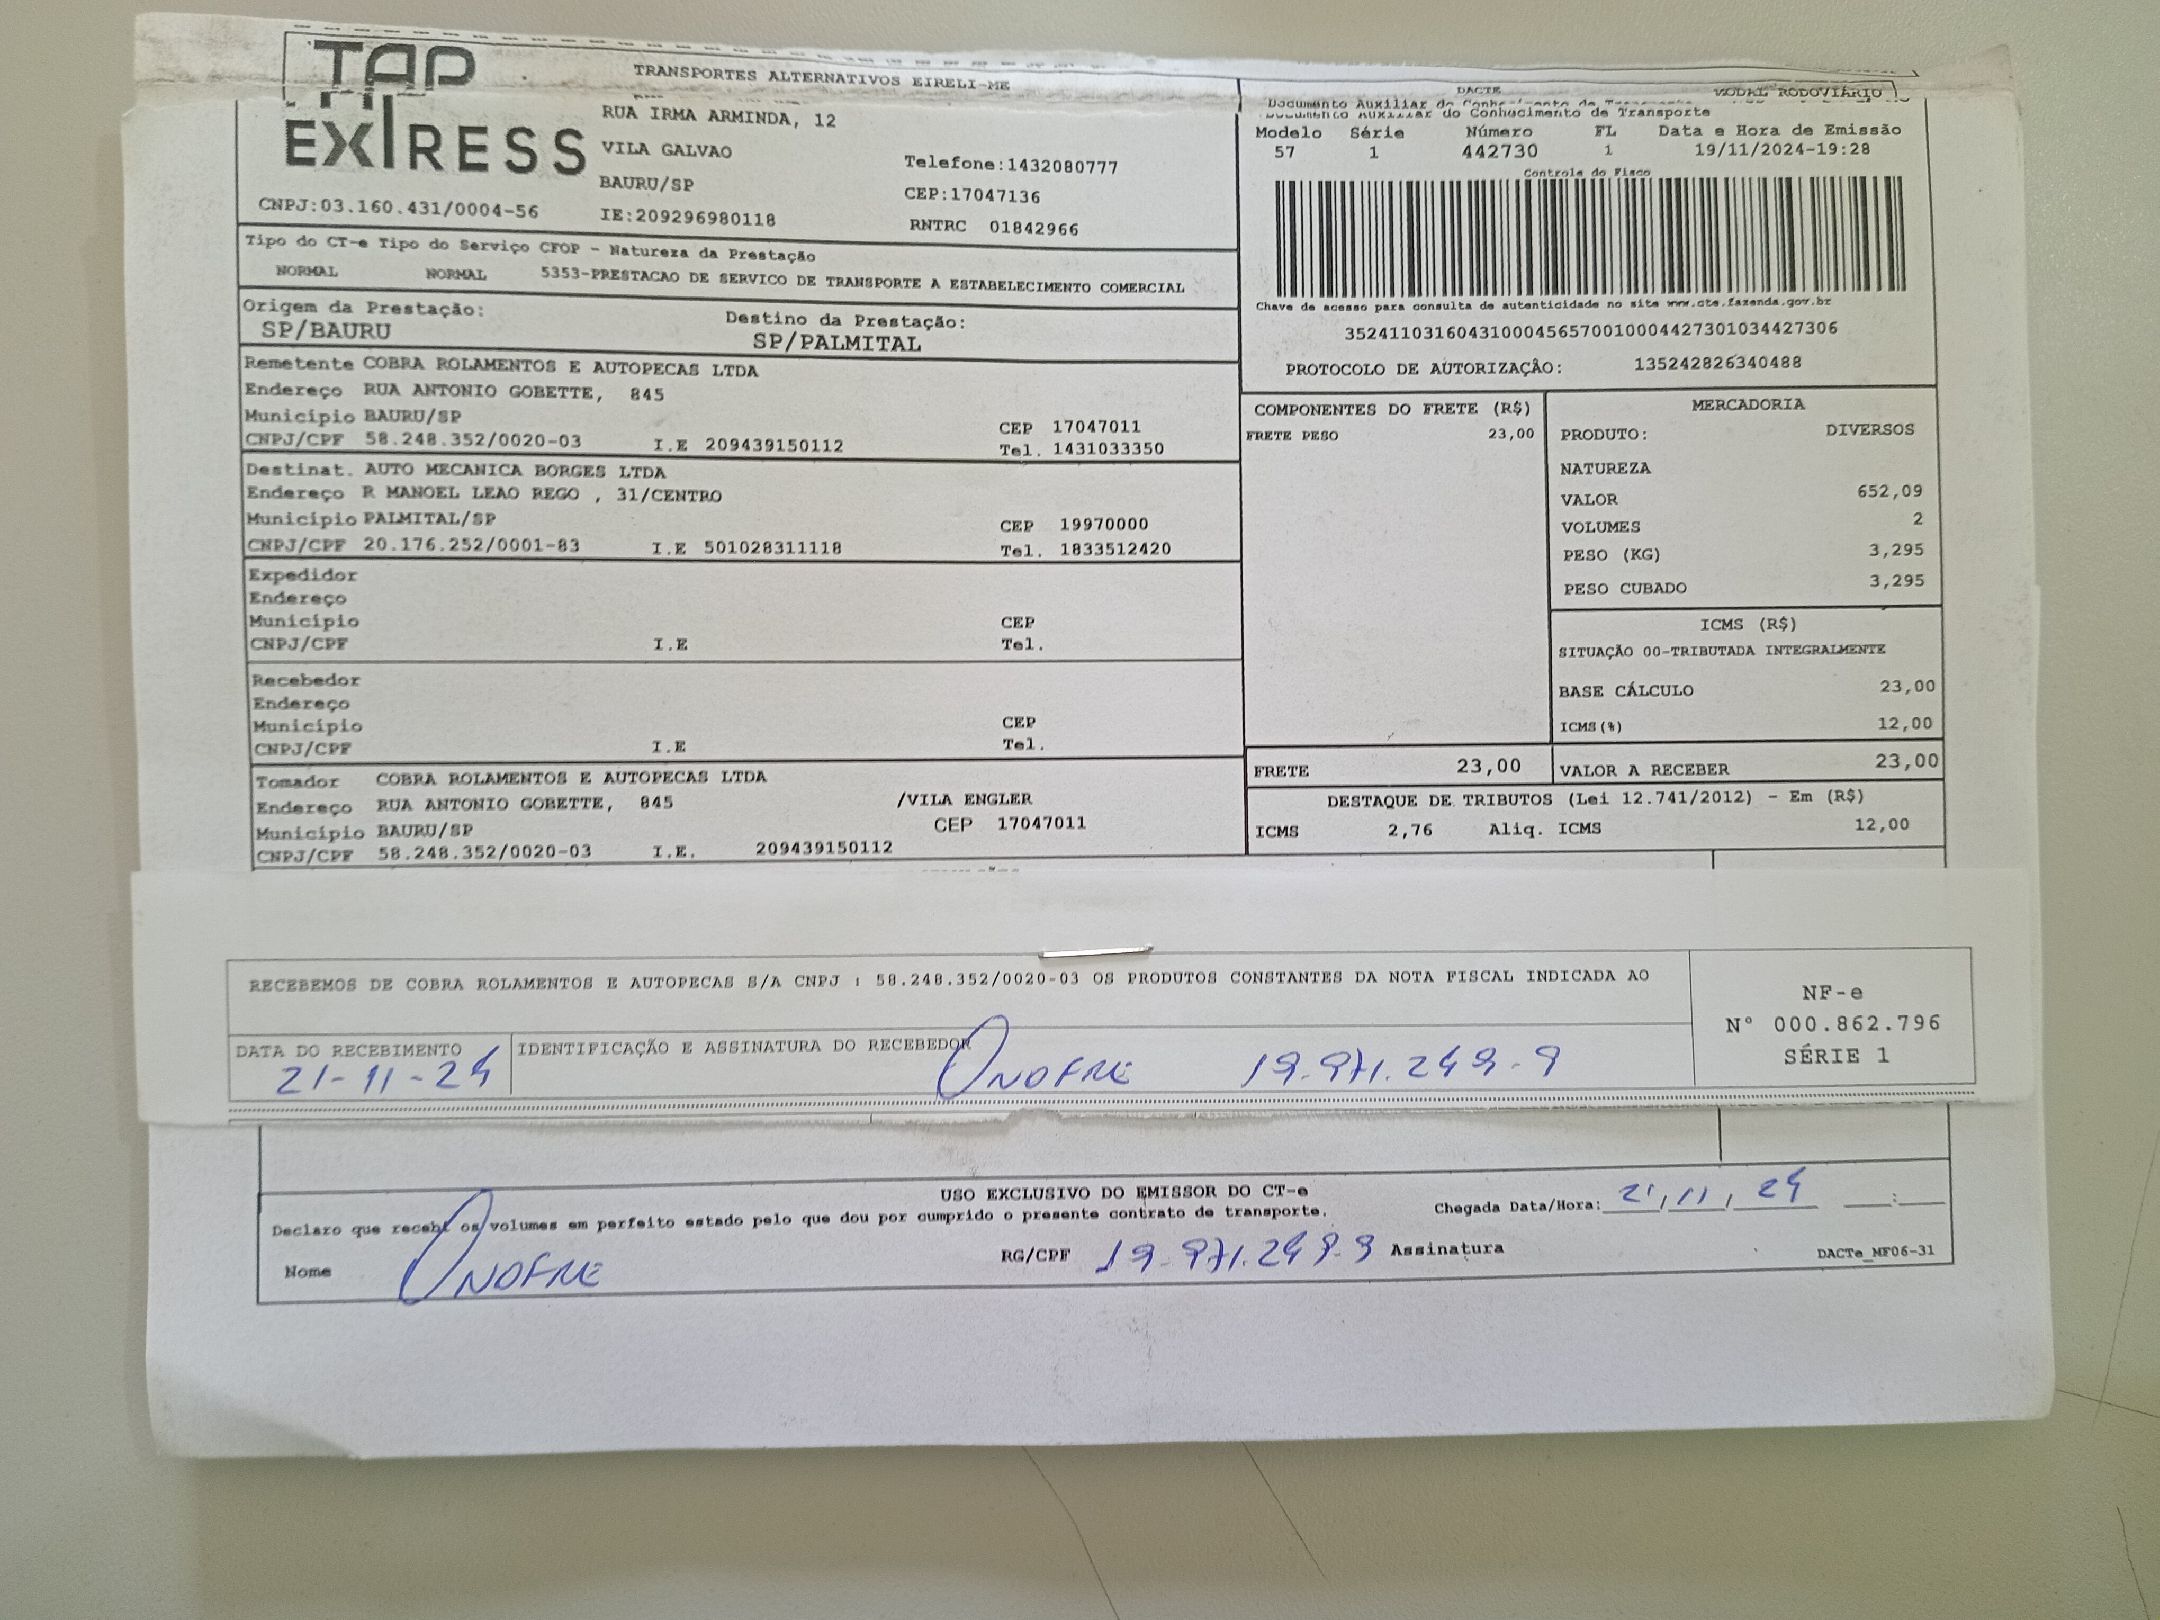 TAP
EXPRESS
TRANSPORTES ALTERNATIVOS EIRELI-ME
RUA IRMA ARMINDA, 12
VILA GALVAO
BAURU/SP
Telefone:1432080777
CEP:17047136
CNPJ:03.160.431/0004-56 IE:209296980118 RNTRC 01842966
DACTE MODAL RODOVIÁRIO
Documento Auxiliar do Conhecimento de Transporte
Modelo Série Número FL Data e Hora de Emissão
57 1 442730 1 19/11/2024-19:28
Controle do Fisco
Chave de acesso para consulta de autenticidade no site www.cte.fazenda.gov.br
35241103160431000456570010004427301034427306
PROTOCOLO DE AUTORIZAÇÃO: 135242826340488
Tipo do CT-e Tipo do Serviço CFOP - Natureza da Prestação
NORMAL NORMAL 5353-PRESTACAO DE SERVICO DE TRANSPORTE A ESTABELECIMENTO COMERCIAL
Origem da Prestação: Destino da Prestação:
SP/BAURU SP/PALMITAL
Remetente COBRA ROLAMENTOS E AUTOPECAS LTDA
Endereço RUA ANTONIO GOBETTE, 845
Município BAURU/SP CEP 17047011
CNPJ/CPF 58.248.352/0020-03 I.E 209439150112 Tel. 1431033350
Destinat. AUTO MECANICA BORGES LTDA
Endereço R MANOEL LEAO REGO , 31/CENTRO
Município PALMITAL/SP CEP 19970000
CNPJ/CPF 20.176.252/0001-83 I.E 501028311118 Tel. 1833512420
Expedidor
Endereço
Município CEP
CNPJ/CPF I.E Tel.
Recebedor
Endereço
Município CEP
CNPJ/CPF I.E Tel.
Tomador COBRA ROLAMENTOS E AUTOPECAS LTDA
Endereço RUA ANTONIO GOBETTE, 845 /VILA ENGLER
Município BAURU/SP CEP 17047011
CNPJ/CPF 58.248.352/0020-03 I.E. 209439150112
COMPONENTES DO FRETE (R$)
FRETE PESO 23,00
MERCADORIA
PRODUTO: DIVERSOS
NATUREZA
VALOR 652,09
VOLUMES 2
PESO (KG) 3,295
PESO CUBADO 3,295
ICMS (R$)
SITUAÇÃO 00-TRIBUTADA INTEGRALMENTE
BASE CÁLCULO 23,00
ICMS(%) 12,00
FRETE 23,00 VALOR A RECEBER 23,00
DESTAQUE DE TRIBUTOS (Lei 12.741/2012) - Em (R$)
ICMS 2,76 Aliq. ICMS 12,00
RECEBEMOS DE COBRA ROLAMENTOS E AUTOPECAS S/A CNPJ : 58.248.352/0020-03 OS PRODUTOS CONSTANTES DA NOTA FISCAL INDICADA AO
NF-e
N° 000.862.796
SÉRIE 1
DATA DO RECEBIMENTO IDENTIFICAÇÃO E ASSINATURA DO RECEBEDOR
21-11-24 ONOFRE 19.971.249-9
USO EXCLUSIVO DO EMISSOR DO CT-e
Declaro que recebi os volumes em perfeito estado pelo que dou por cumprido o presente contrato de transporte.
Chegada Data/Hora: 21/11/24 :
Nome ONOFRE RG/CPF 19.971.249.9 Assinatura
DACTe_MF06-31